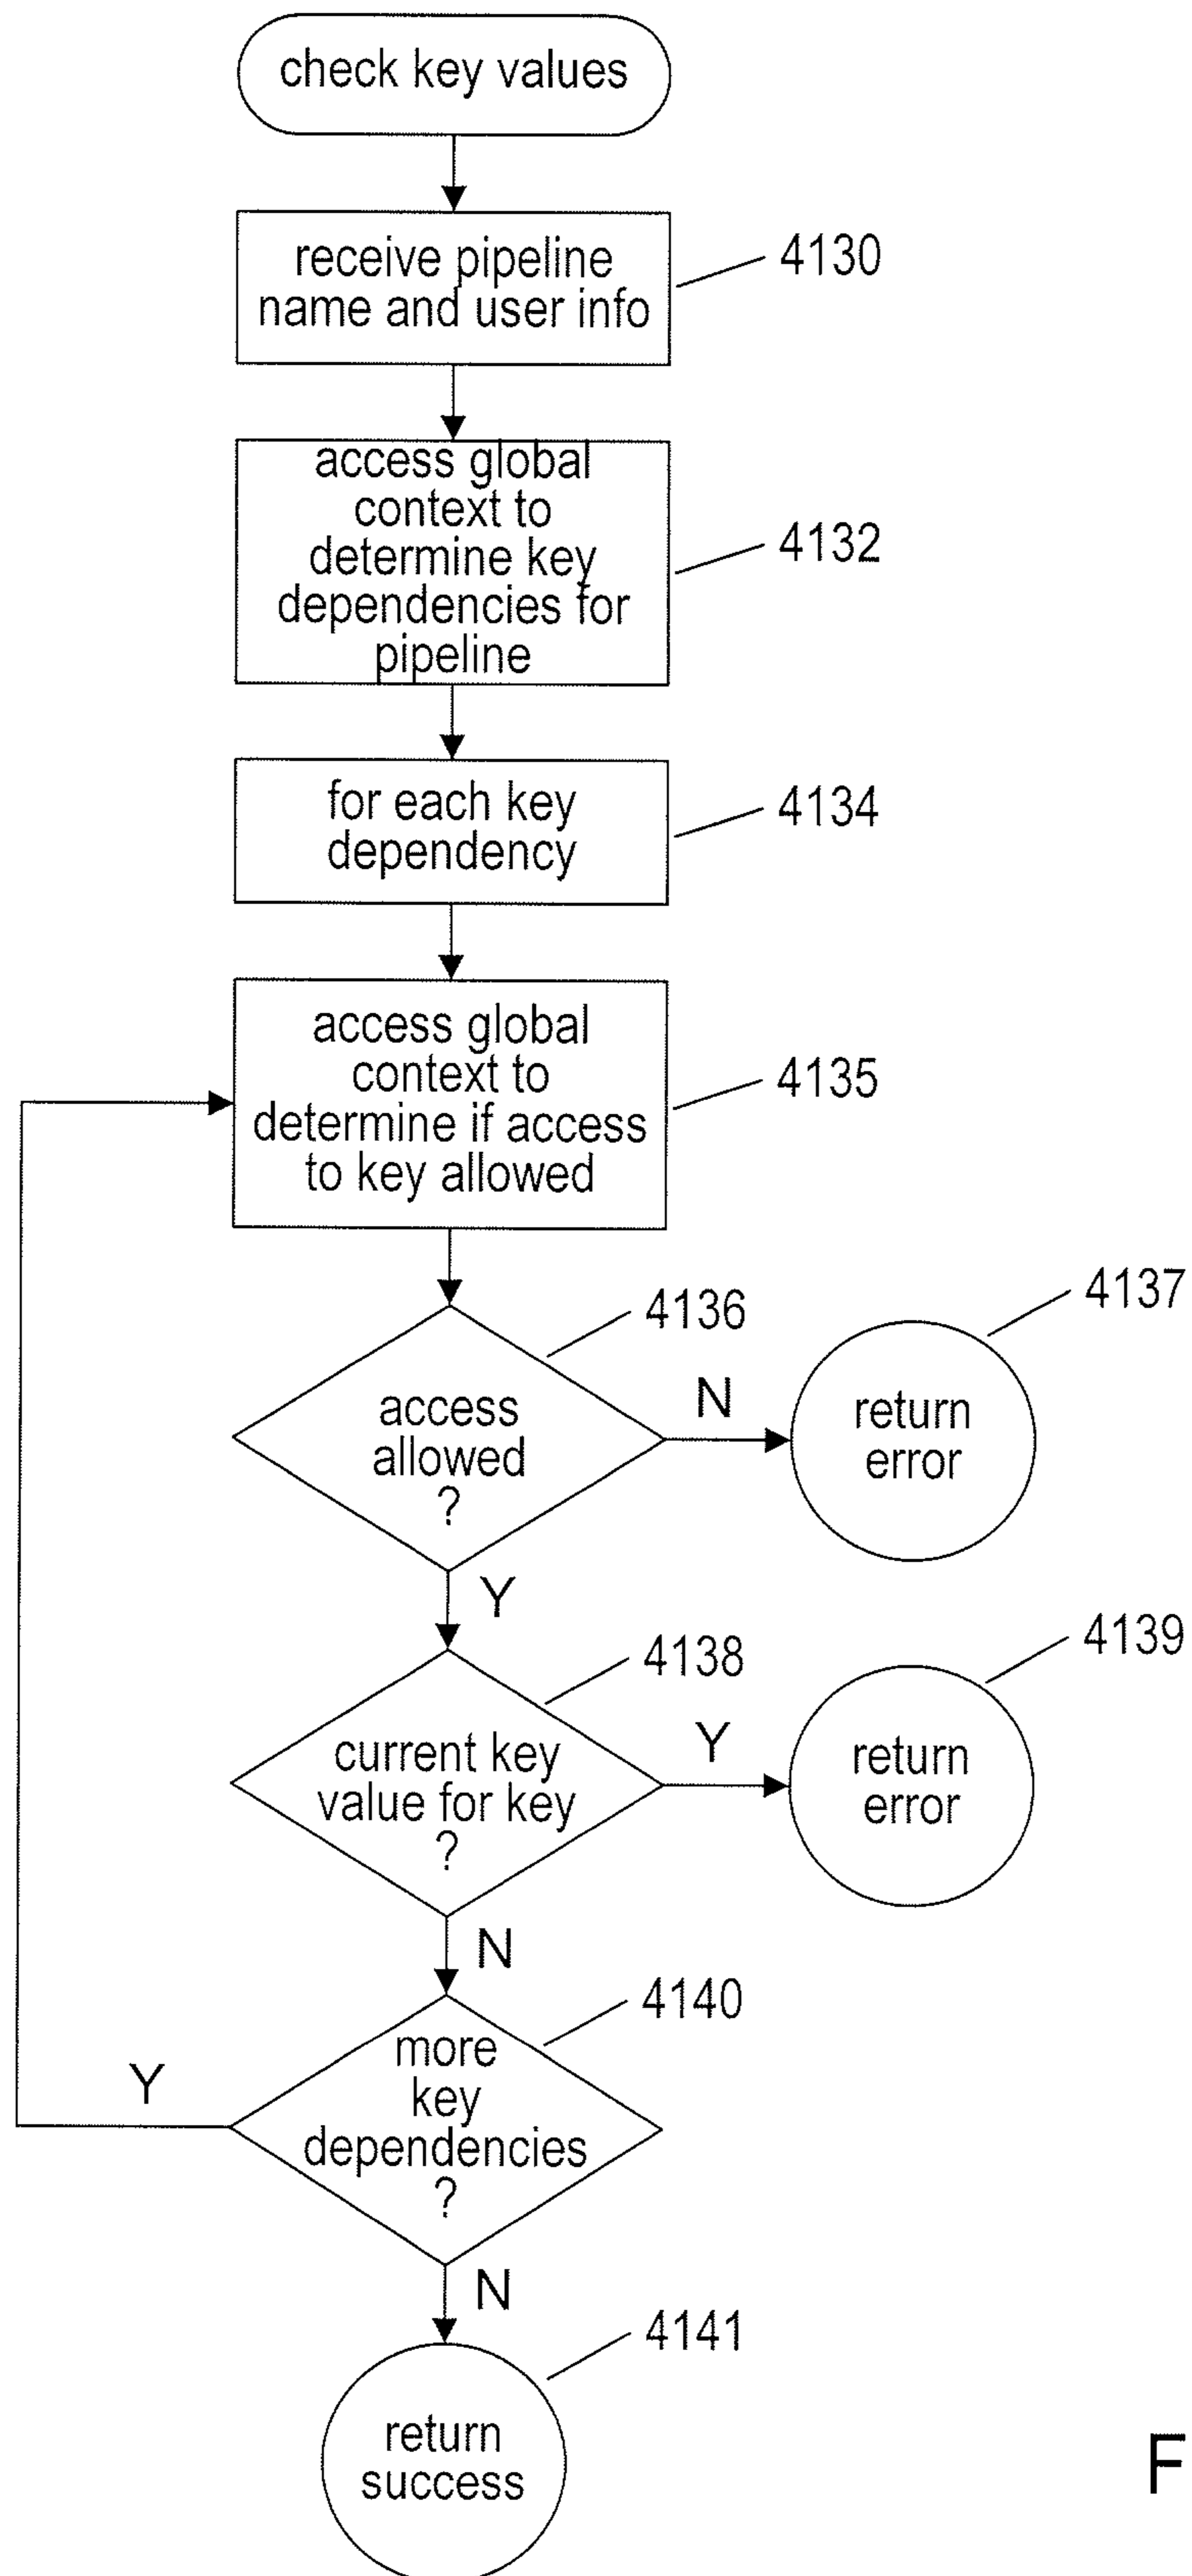 check key values
receive pipeline
name and user info
4130
access global
context to
determine key
dependencies for
pipeline
4132
for each key
dependency
4134
access global
context to
determine if access
to key allowed
4135
4136
4137
access
allowed
?
N
return
error
Y
4138
4139
current key
value for key
?
Y
return
error
N
4140
more
key
dependencies
?
Y
N
4141
return
success
F